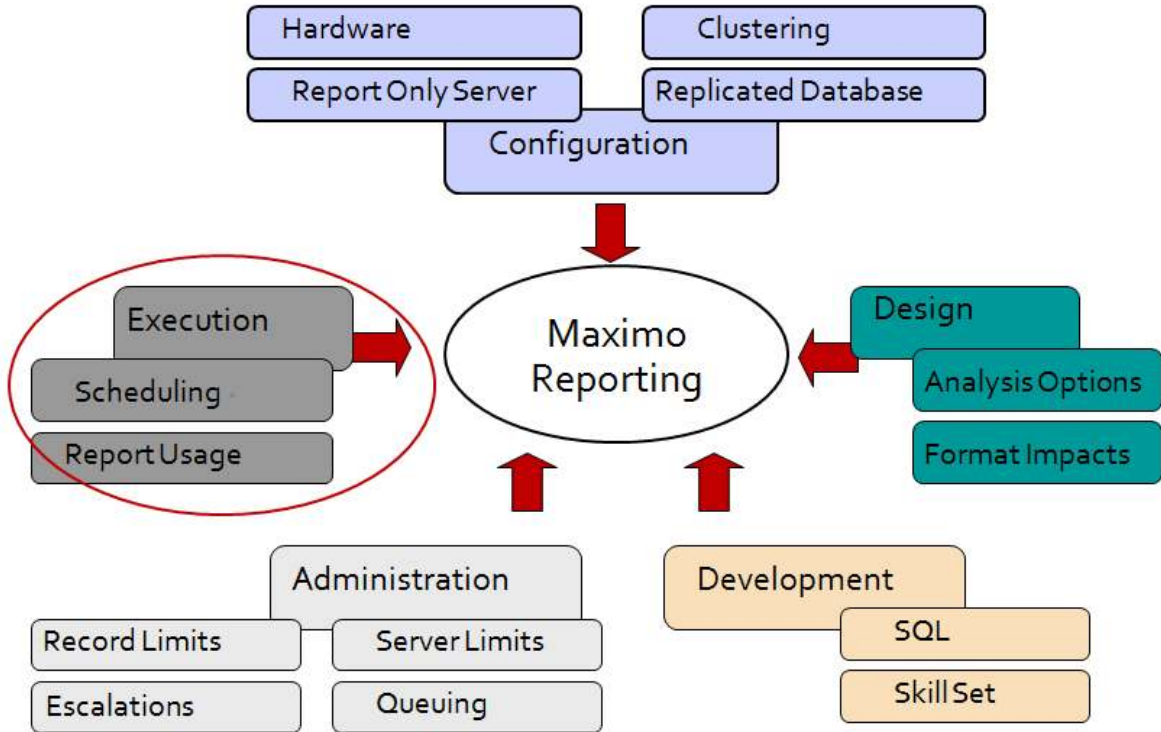 Hardware
Clustering
Report Only Server
Replicated Database
Configuration
Execution
Scheduling
Report Usage
Maximo
Reporting
Design
Analysis Options
Format Impacts
Administration
Record Limits
Server Limits
Escalations
Queuing
Development
SQL
Skill Set